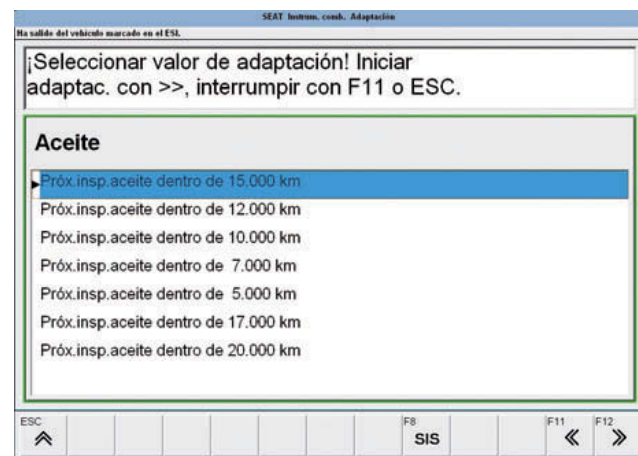 SEAT Instrum. comb. Adaptación
Ha salido del vehículo marcado en el ESI.
¡Seleccionar valor de adaptación! Iniciar
adaptac. con >>, interrumpir con F11 o ESC.
Aceite
Próx.insp.aceite dentro de 15.000 km
Próx.insp.aceite dentro de 12.000 km
Próx.insp.aceite dentro de 10.000 km
Próx.insp.aceite dentro de 7.000 km
Próx.insp.aceite dentro de 5.000 km
Próx.insp.aceite dentro de 17.000 km
Próx.insp.aceite dentro de 20.000 km
ESC F8 SIS F11 F12